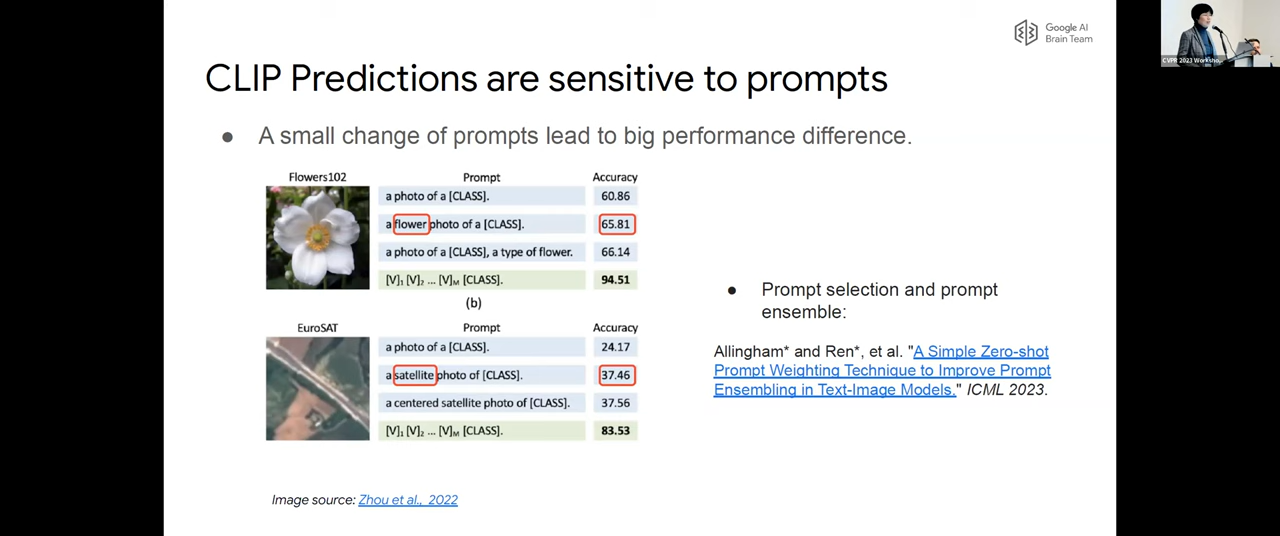 Google AI
Brain Team
CVPR 2023 Worksho...
CLIP Predictions are sensitive to prompts
● A small change of prompts lead to big performance difference.
Flowers102 Prompt Accuracy
a photo of a [CLASS]. 60.86
a flower photo of a [CLASS]. 65.81
a photo of a [CLASS], a type of flower. 66.14
[V]₁ [V]₂ ... [V]M [CLASS]. 94.51
(b)
EuroSAT Prompt Accuracy
a photo of a [CLASS]. 24.17
a satellite photo of [CLASS]. 37.46
a centered satellite photo of [CLASS]. 37.56
[V]₁ [V]₂ ... [V]M [CLASS]. 83.53
● Prompt selection and prompt
ensemble:
Allingham* and Ren*, et al. "A Simple Zero-shot
Prompt Weighting Technique to Improve Prompt
Ensembling in Text-Image Models." ICML 2023.
Image source: Zhou et al., 2022